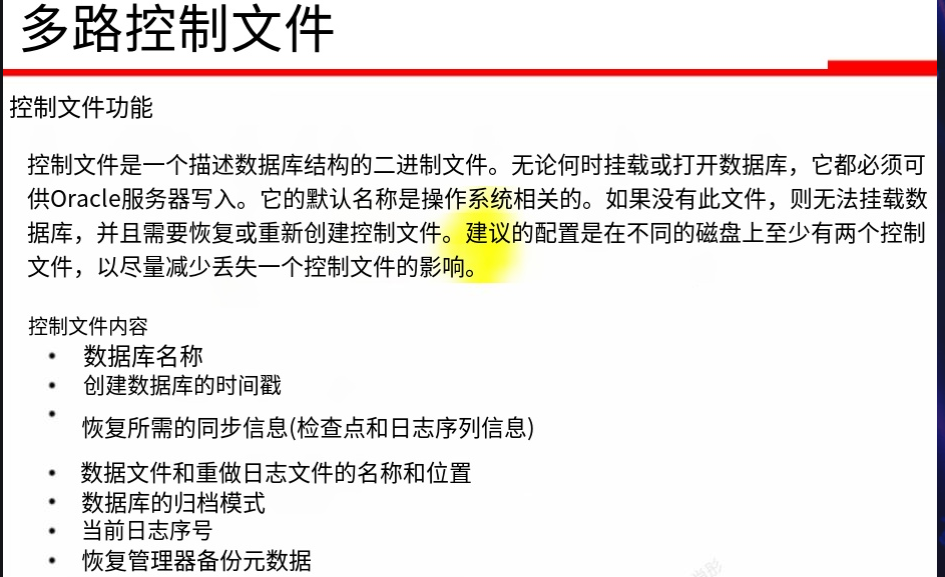 多路控制文件
控制文件功能
控制文件是一个描述数据库结构的二进制文件。无论何时挂载或打开数据库，它都必须可
供Oracle服务器写入。它的默认名称是操作系统相关的。如果没有此文件，则无法挂载数
据库，并且需要恢复或重新创建控制文件。建议的配置是在不同的磁盘上至少有两个控制
文件，以尽量减少丢失一个控制文件的影响。
控制文件内容
• 数据库名称
• 创建数据库的时间戳
• 恢复所需的同步信息(检查点和日志序列信息)
• 数据文件和重做日志文件的名称和位置
• 数据库的归档模式
• 当前日志序号
• 恢复管理器备份元数据